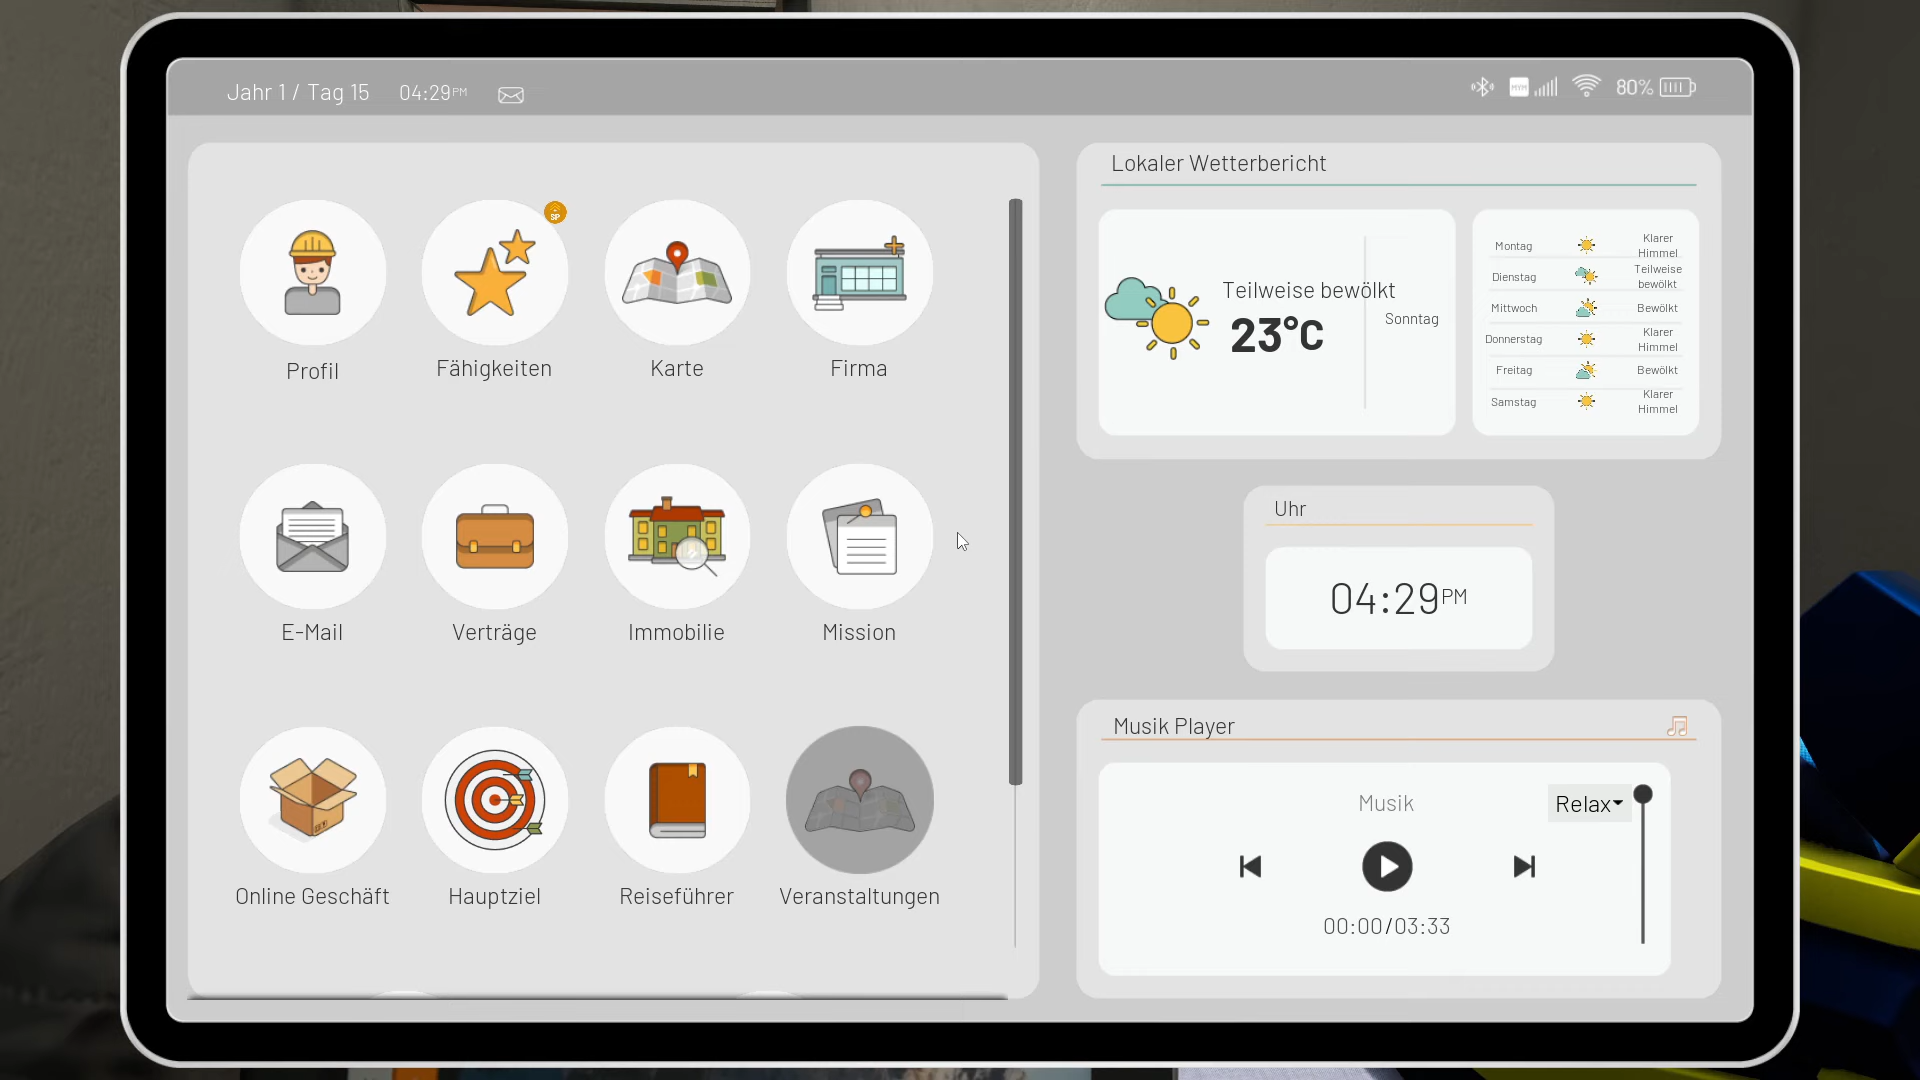 Jahr 1 / Tag 15 04:29PM
80%
SP
Profil Fähigkeiten Karte Firma
E-Mail Verträge Immobilie Mission
Online Geschäft Hauptziel Reiseführer Veranstaltungen
Lokaler Wetterbericht
Teilweise bewölkt
23°C
Sonntag
Montag Klarer Himmel
Dienstag Teilweise bewölkt
Mittwoch Bewölkt
Donnerstag Klarer Himmel
Freitag Bewölkt
Samstag Klarer Himmel
Uhr
04:29PM
Musik Player
Musik
Relax
00:00/03:33